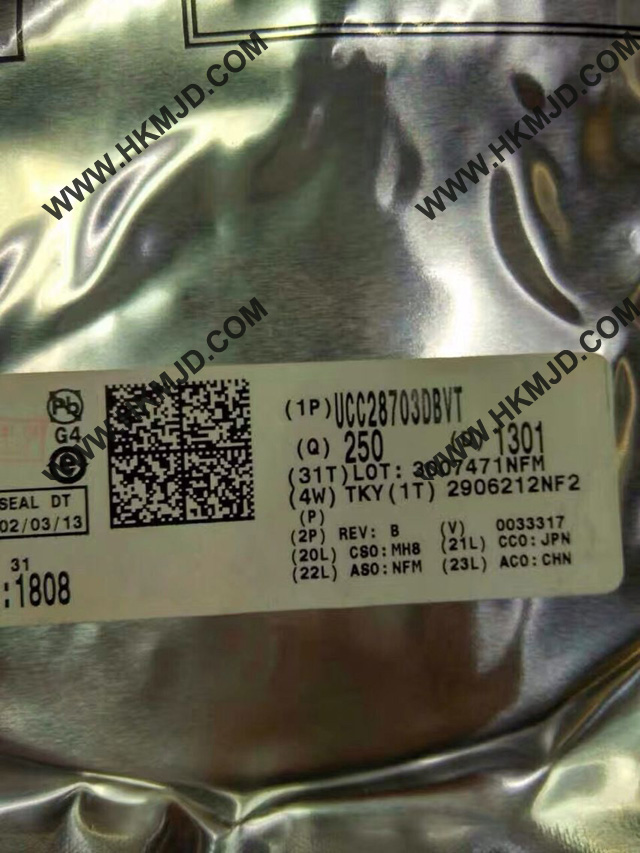 WWW.HKMJD.COM
WWW.HKMJD.COM
Pb
G4
e
SEAL DT
02/03/13
31
:1808
(1P)UCC28703DBVT
(Q) 250 (D) 1301
(31T)LOT: 3007471NFM
(4W) TKY(1T) 2906212NF2
(P)
(2P) REV: B (V) 0033317
(20L) CSO:MH8 (21L) CCO:JPN
(22L) ASO:NFM (23L) ACO:CHN
WWW.HKMJD.COM
WWW.HKMJD.COM
WWW.HKMJD.COM
WWW.HKMJD.COM